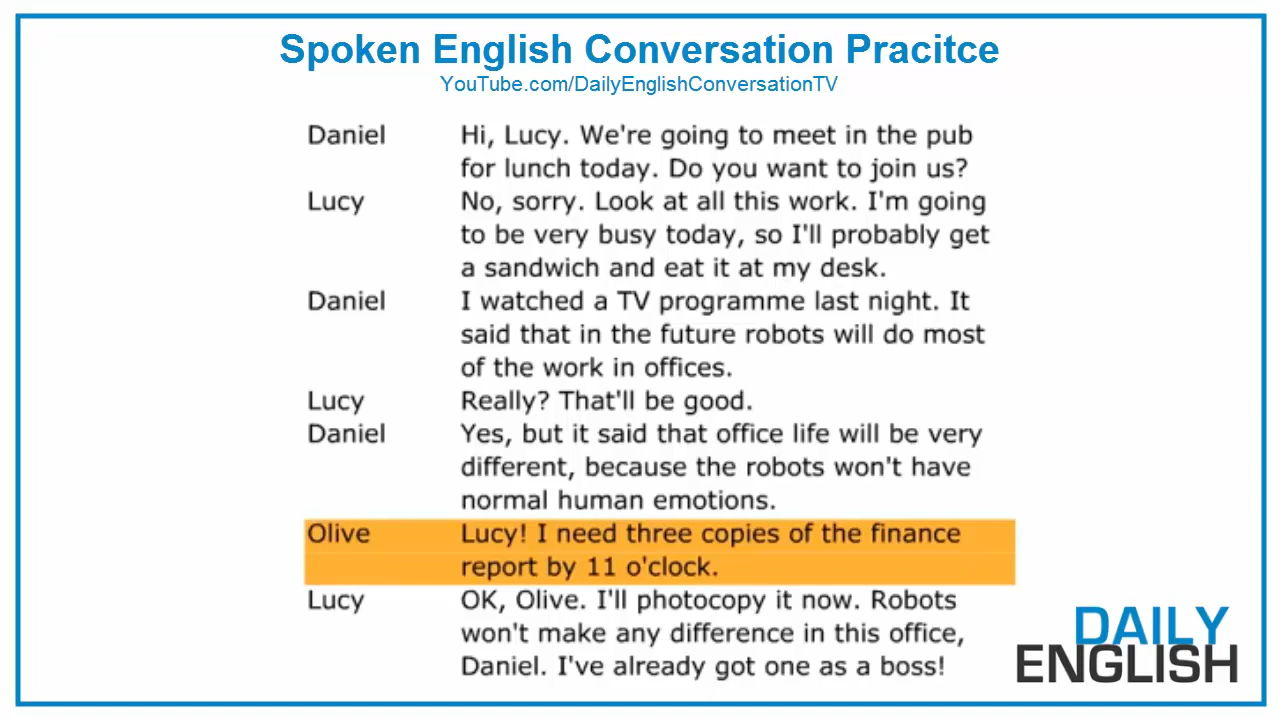 Spoken English Conversation Pracitce
YouTube.com/DailyEnglishConversationTV
Daniel Hi, Lucy. We're going to meet in the pub
for lunch today. Do you want to join us?
Lucy No, sorry. Look at all this work. I'm going
to be very busy today, so I'll probably get
a sandwich and eat it at my desk.
Daniel I watched a TV programme last night. It
said that in the future robots will do most
of the work in offices.
Lucy Really? That'll be good.
Daniel Yes, but it said that office life will be very
different, because the robots won't have
normal human emotions.
Olive Lucy! I need three copies of the finance
report by 11 o'clock.
Lucy OK, Olive. I'll photocopy it now. Robots
won't make any difference in this office,
Daniel. I've already got one as a boss!
DAILY
ENGLISH